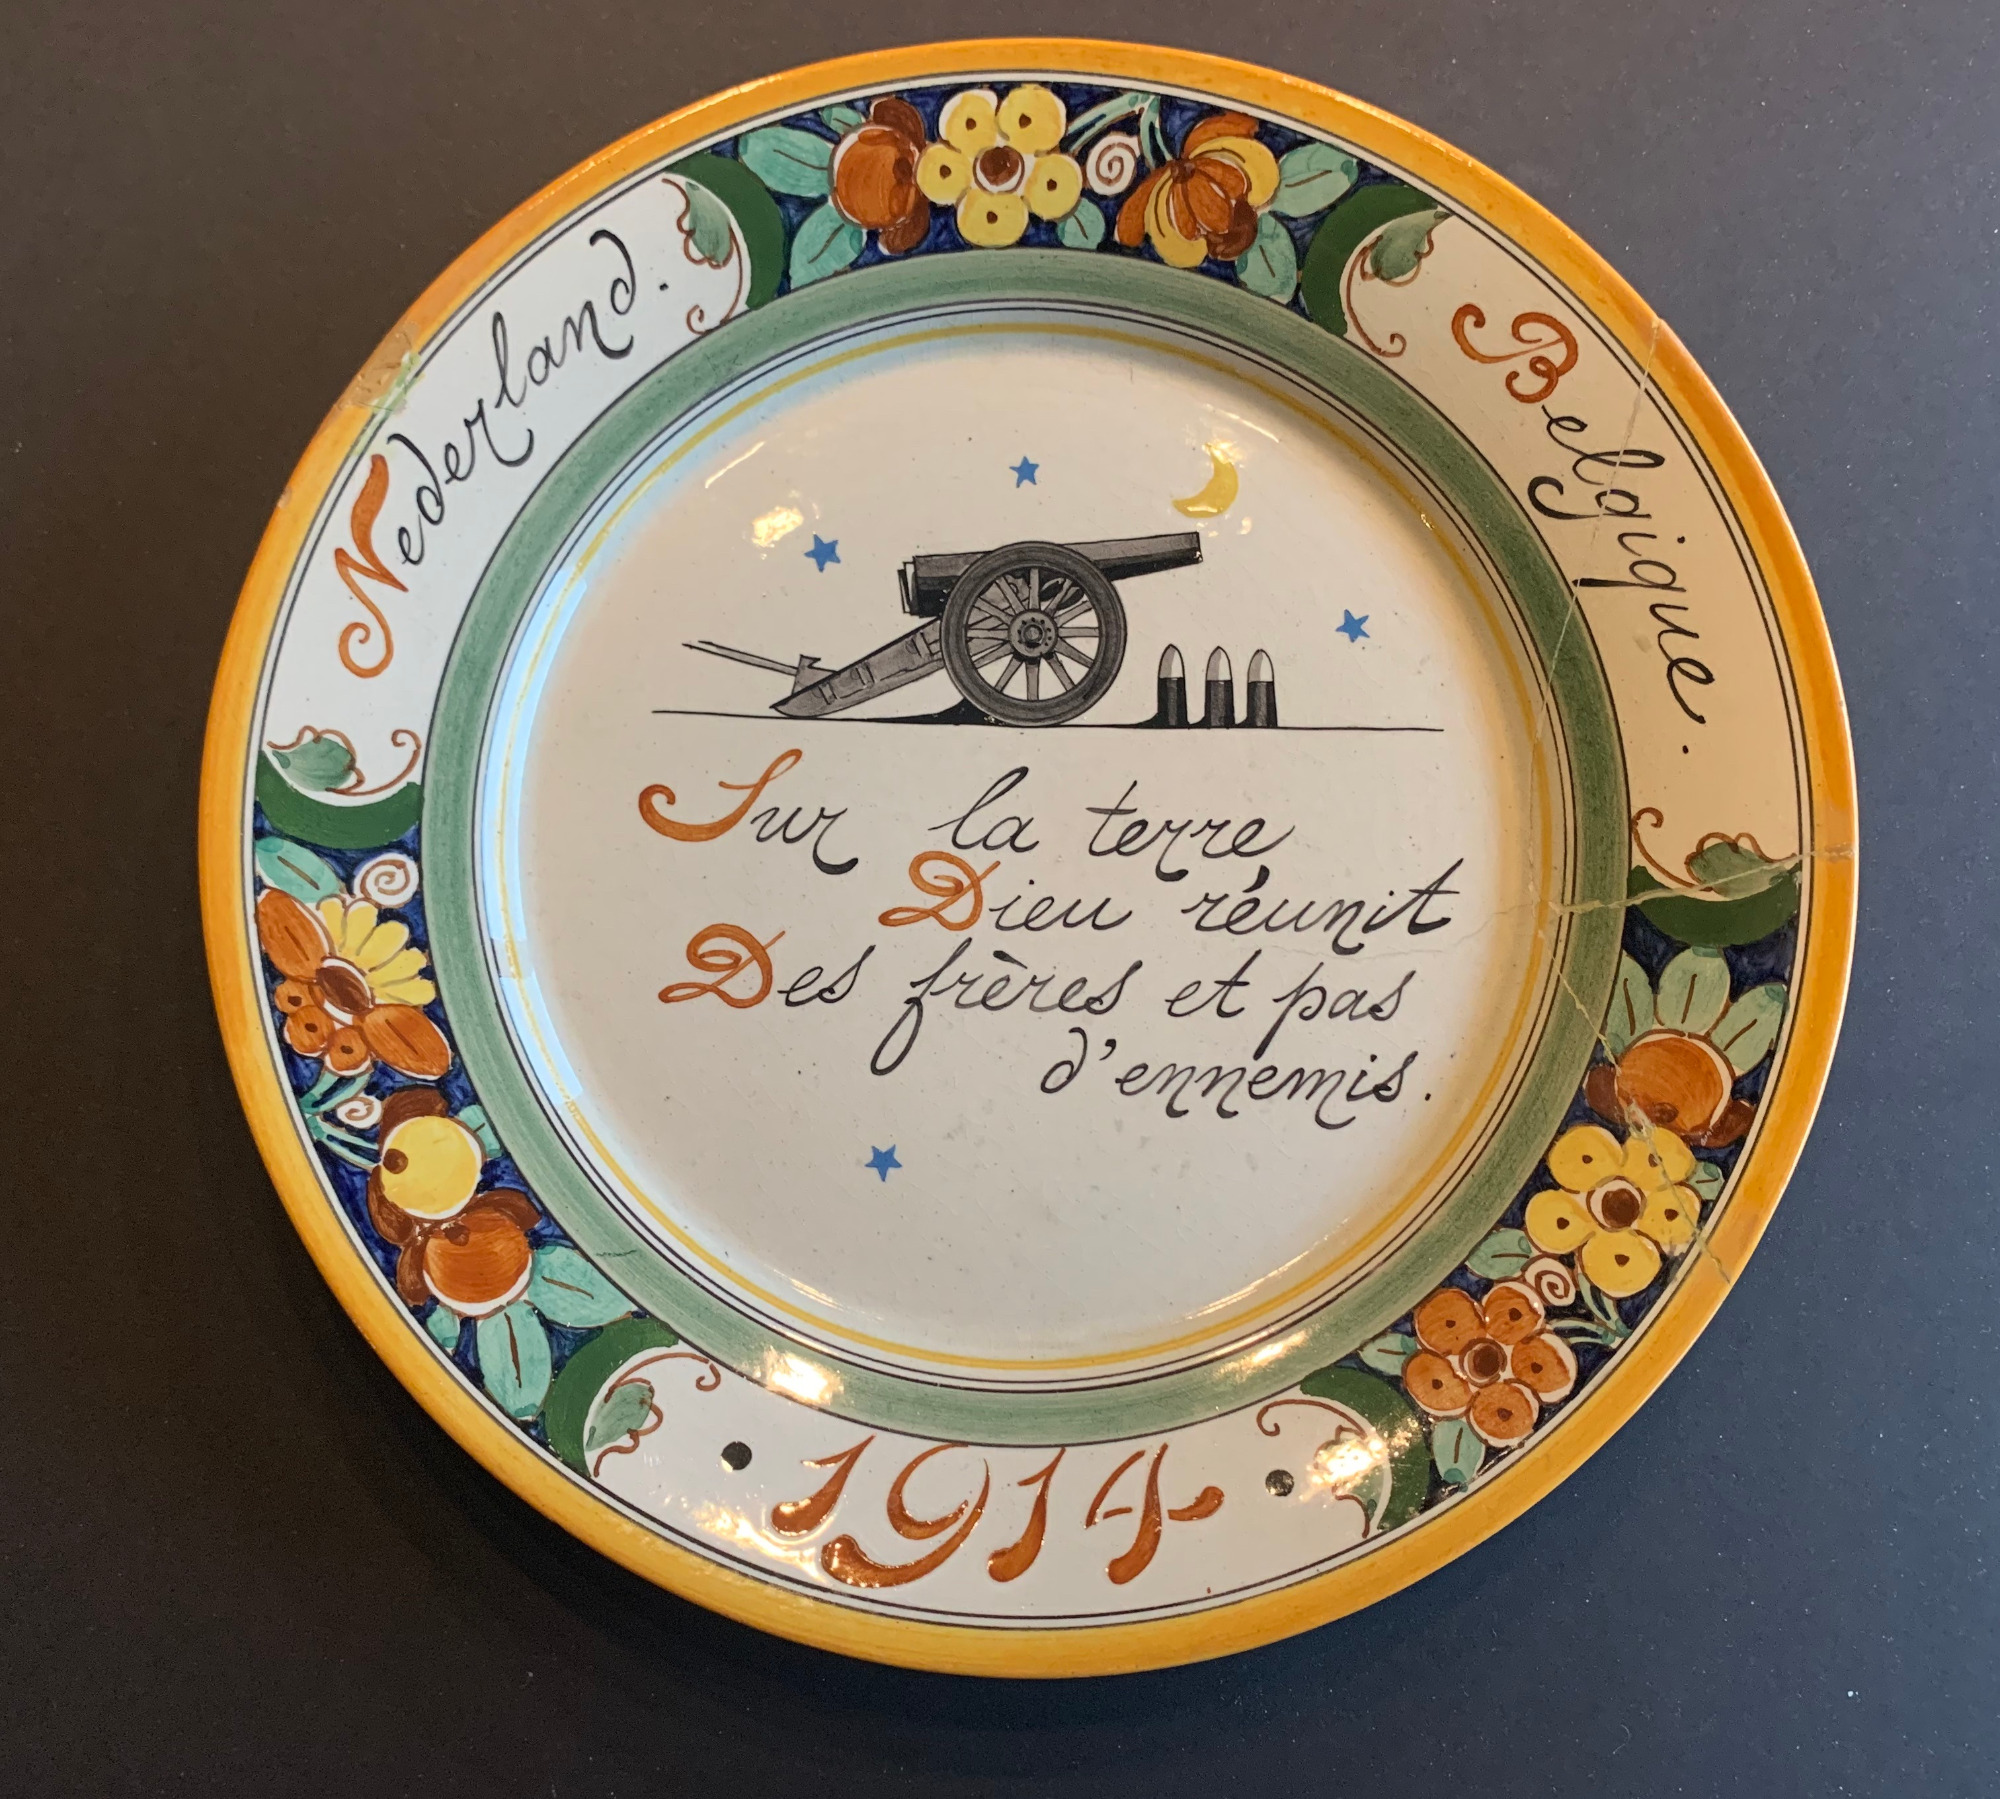 Nederland.
Belgique.
Sur la terre
Dieu réunit
Des frères et pas
d'ennemis.
• 1914 •